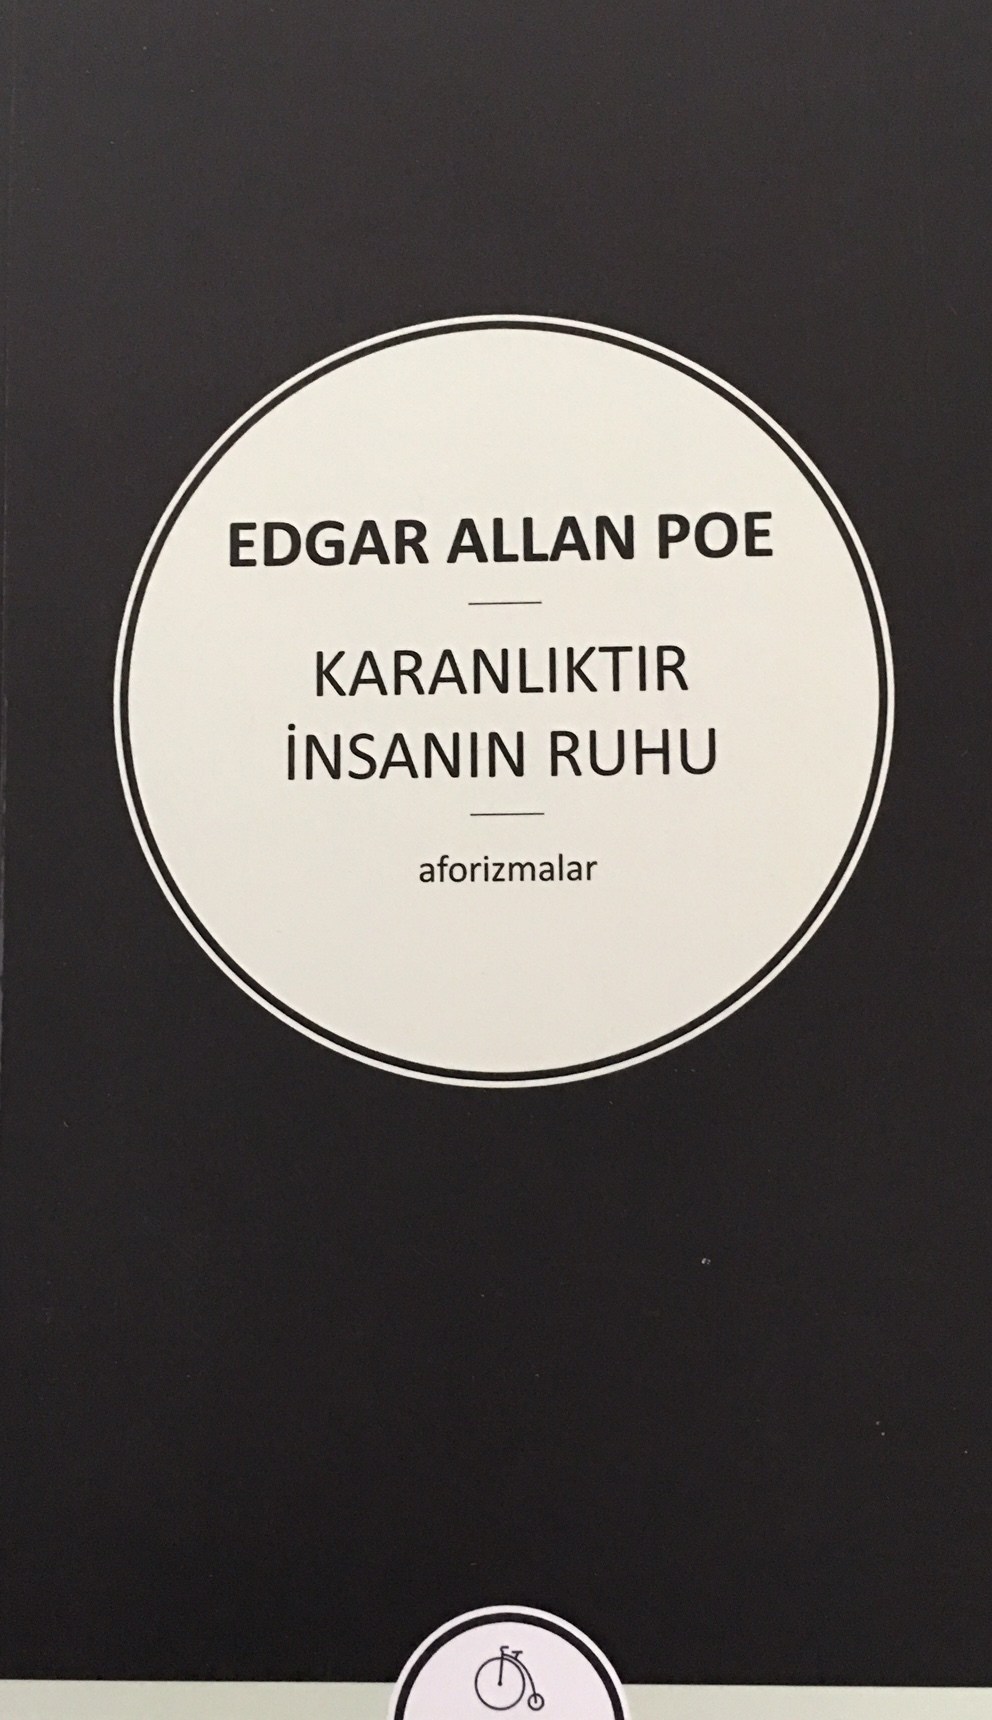 EDGAR ALLAN POE
KARANLIKTIR
İNSANIN RUHU
aforizmalar